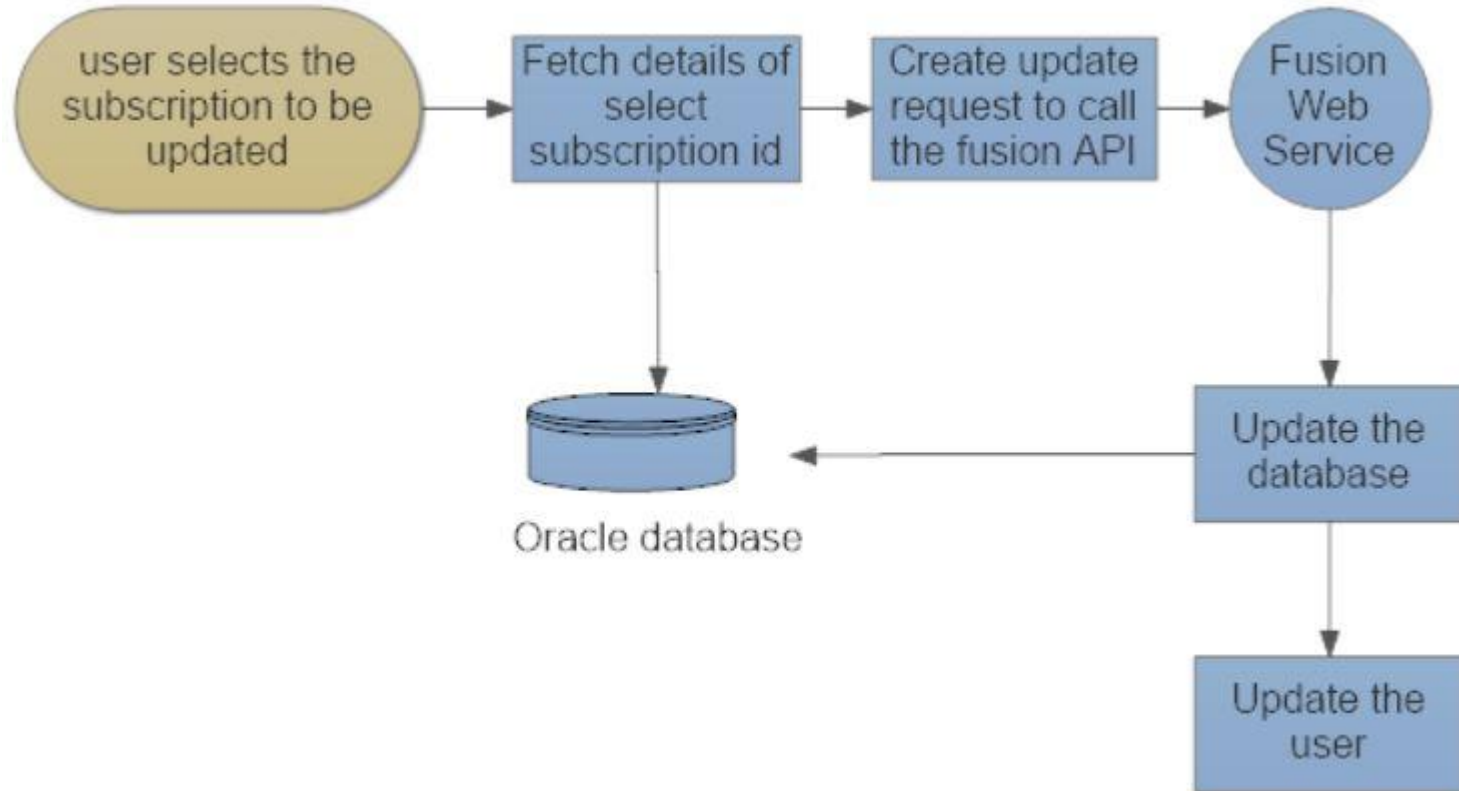 user selects the
subscription to be
updated
Fetch details of
select
subscription id
Create update
request to call
the fusion API
Fusion
Web
Service
Oracle database
Update the
database
Update the
user